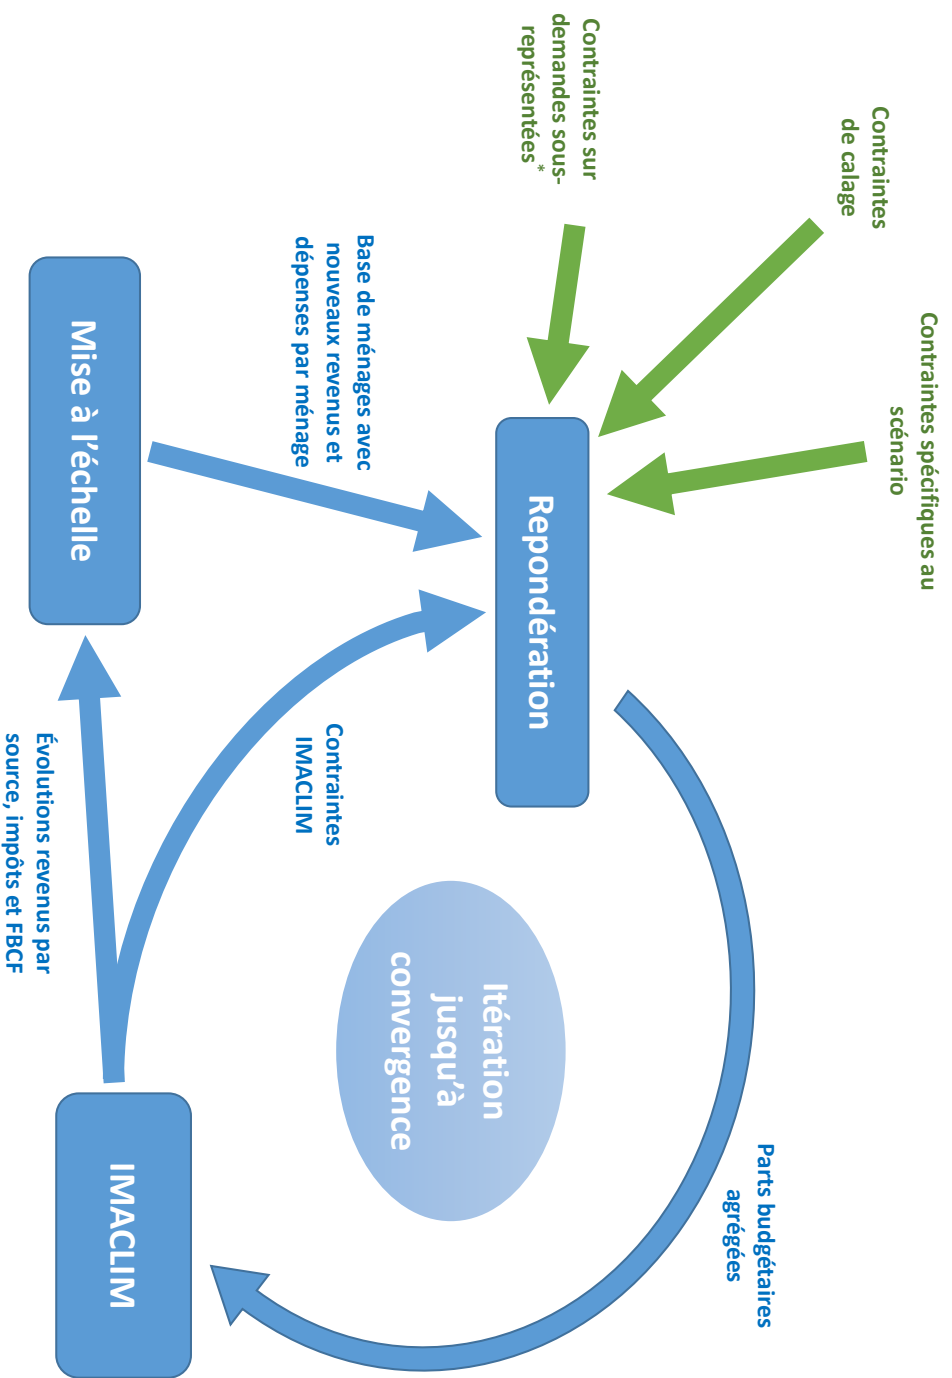 Contraintes spécifiques au
scénario
Contraintes
de calage
Contraintes sur
demandes sous-
représentées*
Repondération
Parts budgétaires
agrégées
Itération
jusqu'à
convergence
Base de ménages avec
nouveaux revenus et
dépenses par ménage
Contraintes
IMACLIM
Mise à l'échelle
IMACLIM
Évolutions revenus par
source, impôts et FBCF